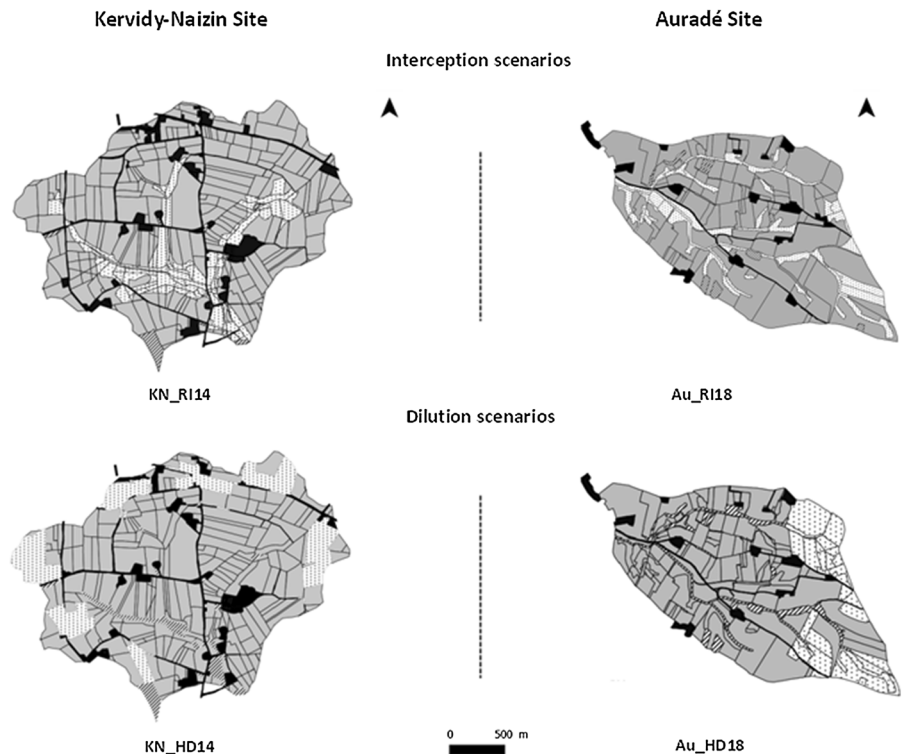 Kervidy-Naizin Site
Auradé Site
Interception scenarios
KN_RI14
Au_RI18
Dilution scenarios
KN_HD14
0 500 m
Au_HD18